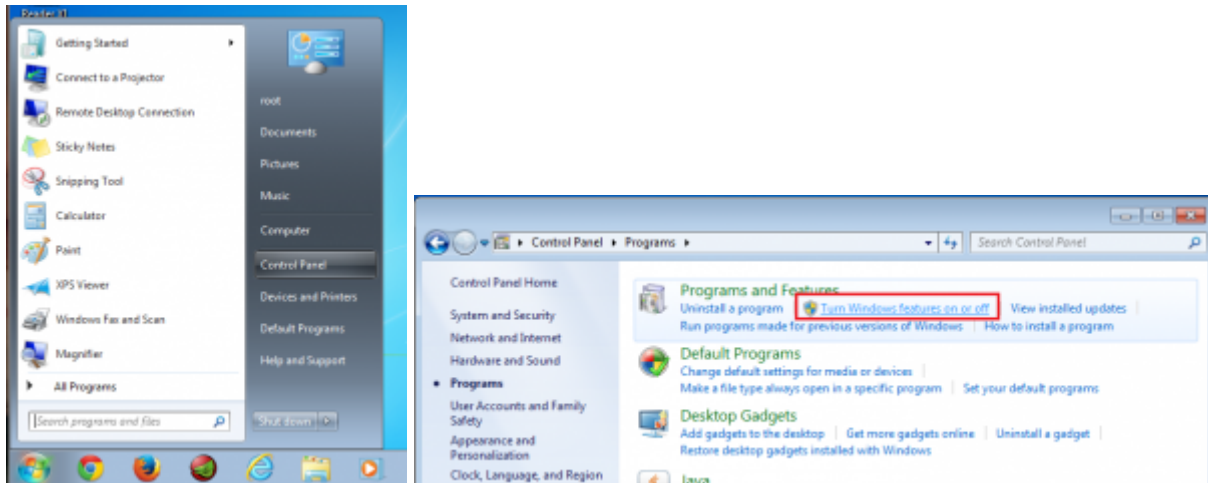 Reader XI
Getting Started
Connect to a Projector
Remote Desktop Connection
Sticky Notes
Snipping Tool
Calculator
Paint
XPS Viewer
Windows Fax and Scan
Magnifier
All Programs
Search programs and files
root
Documents
Pictures
Music
Computer
Control Panel
Devices and Printers
Default Programs
Help and Support
Shut down
Control Panel Programs
Search Control Panel
Control Panel Home
System and Security
Network and Internet
Hardware and Sound
Programs
User Accounts and Family
Safety
Appearance and
Personalization
Clock, Language, and Region
Programs and Features
Uninstall a program Turn Windows features on or off View installed updates
Run programs made for previous versions of Windows How to install a program
Default Programs
Change default settings for media or devices
Make a file type always open in a specific program Set your default programs
Desktop Gadgets
Add gadgets to the desktop Get more gadgets online Uninstall a gadget
Restore desktop gadgets installed with Windows
Java